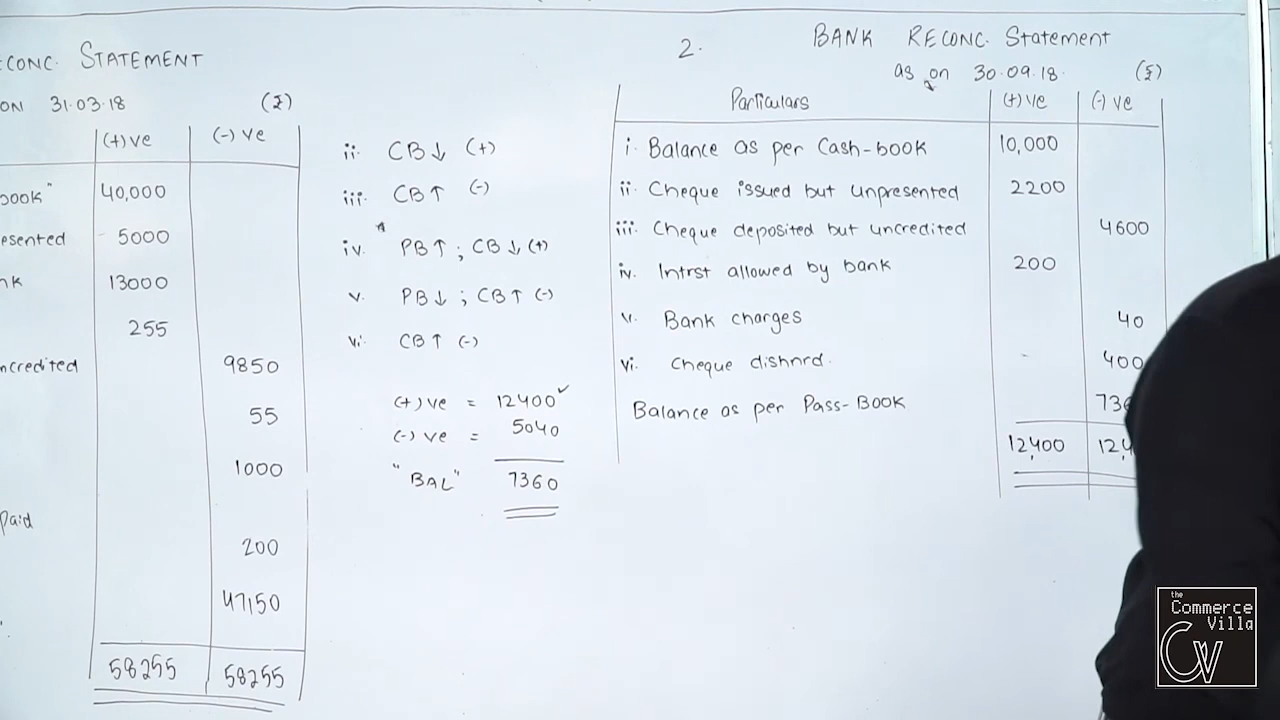 ECONC. STATEMENT
ON 31.03.18 (₹)
(+)ve (-) ve
book" 40,000
esented 5000
nk 13000
255
ncredited 9850
55
1000
paid
200
47150
58255 58255
ii. CB↓ (+)
iii. CB↑ (-)
iv. PB↑ ; CB↓ (+)
v. PB↓ ; CB↑ (-)
vi. CB↑ (-)
(+)ve = 12400✓
(-) ve = 5040
"BAL" 7360
2. BANK RECONC. Statement
as on 30.09.18. (₹)
Particulars (+)ve (-)ve
i. Balance as per Cash-book 10,000
ii. Cheque issued but unpresented 2200
iii. Cheque deposited but uncredited 4600
iv. Intrst allowed by bank 200
v. Bank charges 40
vi. Cheque dishnrd. - 400
Balance as per Pass-Book 736
12,400 12,4
the
Commerce
Villa
CV